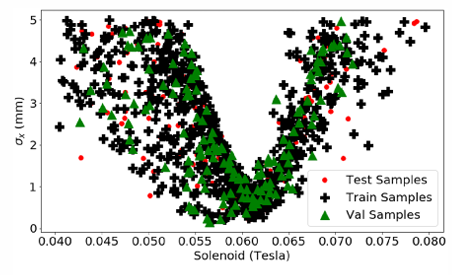 5
4
3
2
1
0
σx (mm)
0.040 0.045 0.050 0.055 0.060 0.065 0.070 0.075 0.080
Solenoid (Tesla)
Test Samples
Train Samples
Val Samples